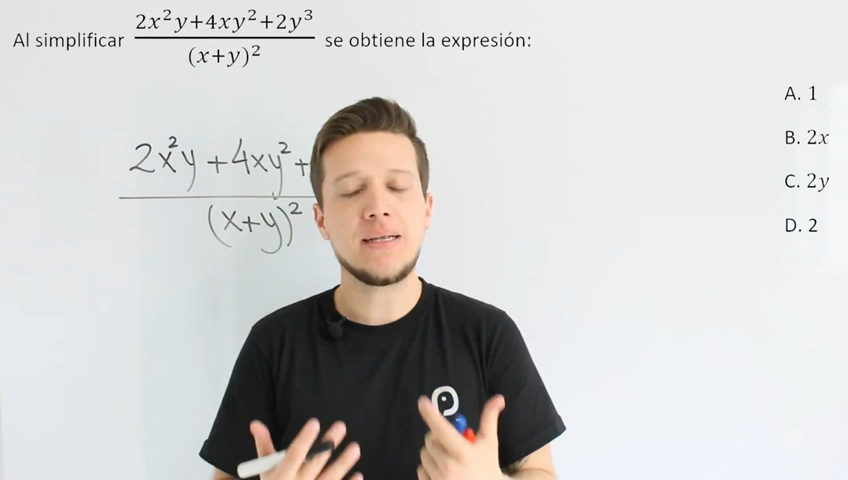 Al simplificar 2x²y+4xy²+2y³ / (x+y)² se obtiene la expresión:
A. 1
B. 2x
C. 2y
D. 2
2x²y+4xy²+
(x+y)²